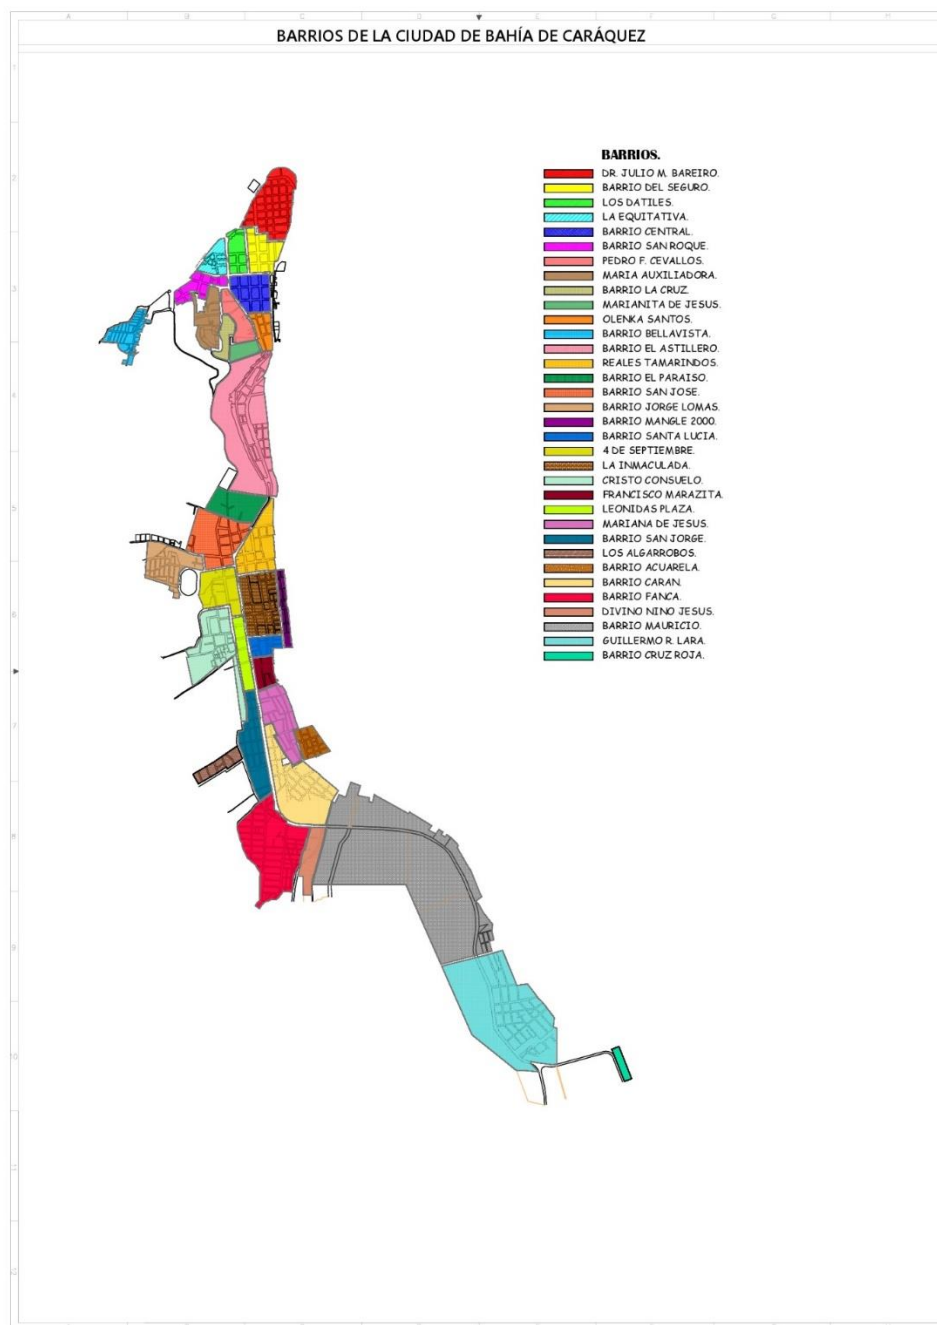 BARRIOS DE LA CIUDAD DE BAHÍA DE CARÁQUEZ
BARRIOS.
DR. JULIO M. BAREIRO.
BARRIO DEL SEGURO.
LOS DATILES.
LA EQUITATIVA.
BARRIO CENTRAL.
BARRIO SAN ROQUE.
PEDRO F. CEVALLOS.
MARIA AUXILIADORA.
BARRIO LA CRUZ.
MARIANITA DE JESUS.
OLENKA SANTOS.
BARRIO BELLAVISTA.
BARRIO EL ASTILLERO.
REALES TAMARINDOS.
BARRIO EL PARAISO.
BARRIO SAN JOSE.
BARRIO JORGE LOMAS.
BARRIO MANGLE 2000.
BARRIO SANTA LUCIA.
4 DE SEPTIEMBRE.
LA INMACULADA.
CRISTO CONSUELO.
FRANCISCO MARAZITA.
LEONIDAS PLAZA.
MARIANA DE JESUS.
BARRIO SAN JORGE.
LOS ALGARROBOS.
BARRIO ACUARELA.
BARRIO CARAN.
BARRIO FANCA.
DIVINO NINO JESUS.
BARRIO MAURICIO.
GUILLERMO R. LARA.
BARRIO CRUZ ROJA.